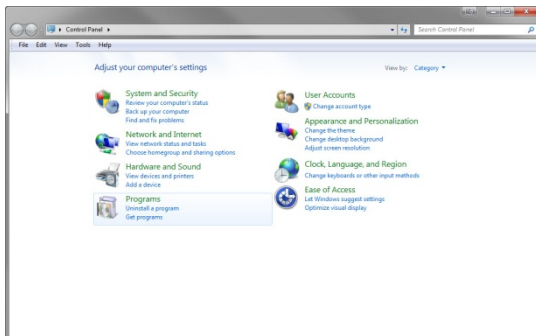 Control Panel
Search Control Panel
File Edit View Tools Help
Adjust your computer's settings
View by: Category
System and Security
Review your computer's status
Back up your computer
Find and fix problems
Network and Internet
View network status and tasks
Choose homegroup and sharing options
Hardware and Sound
View devices and printers
Add a device
Programs
Uninstall a program
Get programs
User Accounts
Change account type
Appearance and Personalization
Change the theme
Change desktop background
Adjust screen resolution
Clock, Language, and Region
Change keyboards or other input methods
Ease of Access
Let Windows suggest settings
Optimize visual display